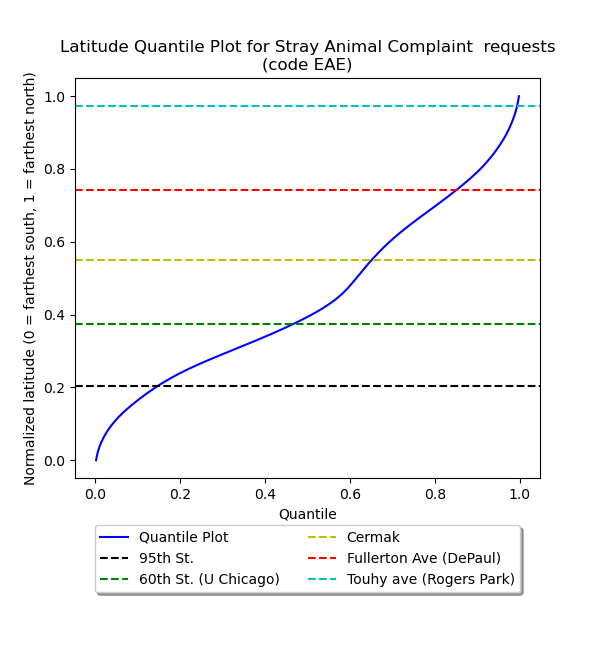 Latitude Quantile Plot for Stray Animal Complaint  requests
(code EAE)
Normalized latitude (0 = farthest south, 1 = farthest north)
1.0
0.8
0.6
0.4
0.2
0.0
0.0 0.2 0.4 0.6 0.8 1.0
Quantile
Quantile Plot
95th St.
60th St. (U Chicago)
Cermak
Fullerton Ave (DePaul)
Touhy ave (Rogers Park)